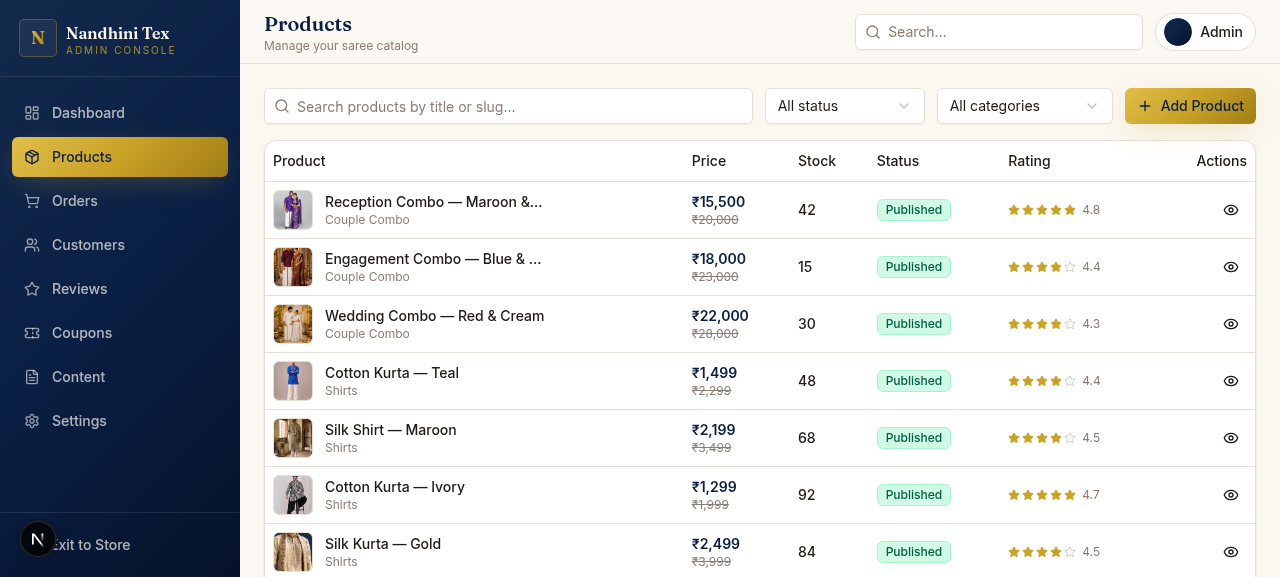 N
Nandhini Tex
ADMIN CONSOLE
Dashboard
Products
Orders
Customers
Reviews
Coupons
Content
Settings
N
Exit to Store
Products
Manage your saree catalog
Search...
Admin
Search products by title or slug...
All status
All categories
Add Product
Product Price Stock Status Rating Actions
Reception Combo — Maroon &... ₹15,500 42 Published 4.8
Couple Combo ₹20,000
Engagement Combo — Blue & ... ₹18,000 15 Published 4.4
Couple Combo ₹23,000
Wedding Combo — Red & Cream ₹22,000 30 Published 4.3
Couple Combo ₹28,000
Cotton Kurta — Teal ₹1,499 48 Published 4.4
Shirts ₹2,299
Silk Shirt — Maroon ₹2,199 68 Published 4.5
Shirts ₹3,499
Cotton Kurta — Ivory ₹1,299 92 Published 4.7
Shirts ₹1,999
Silk Kurta — Gold ₹2,499 84 Published 4.5
Shirts ₹3,999